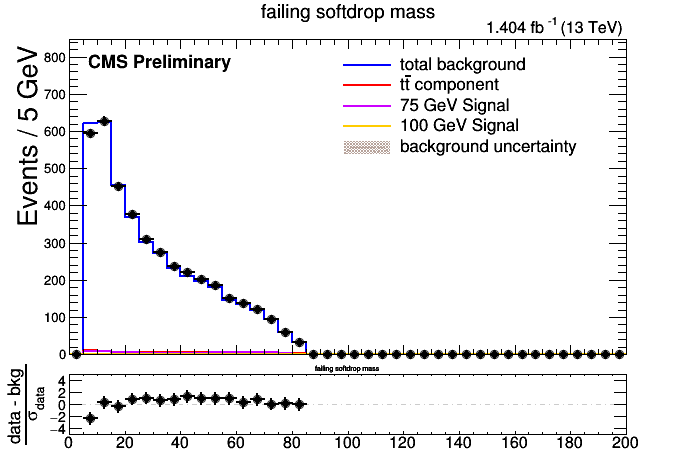 failing softdrop mass
1.404 fb⁻¹ (13 TeV)
CMS Preliminary
total background
tt̅ component
75 GeV Signal
100 GeV Signal
background uncertainty
Events / 5 GeV
800
700
600
500
400
300
200
100
0
failing softdrop mass
data - bkg
σ data
4
2
0
−2
−4
0 20 40 60 80 100 120 140 160 180 200